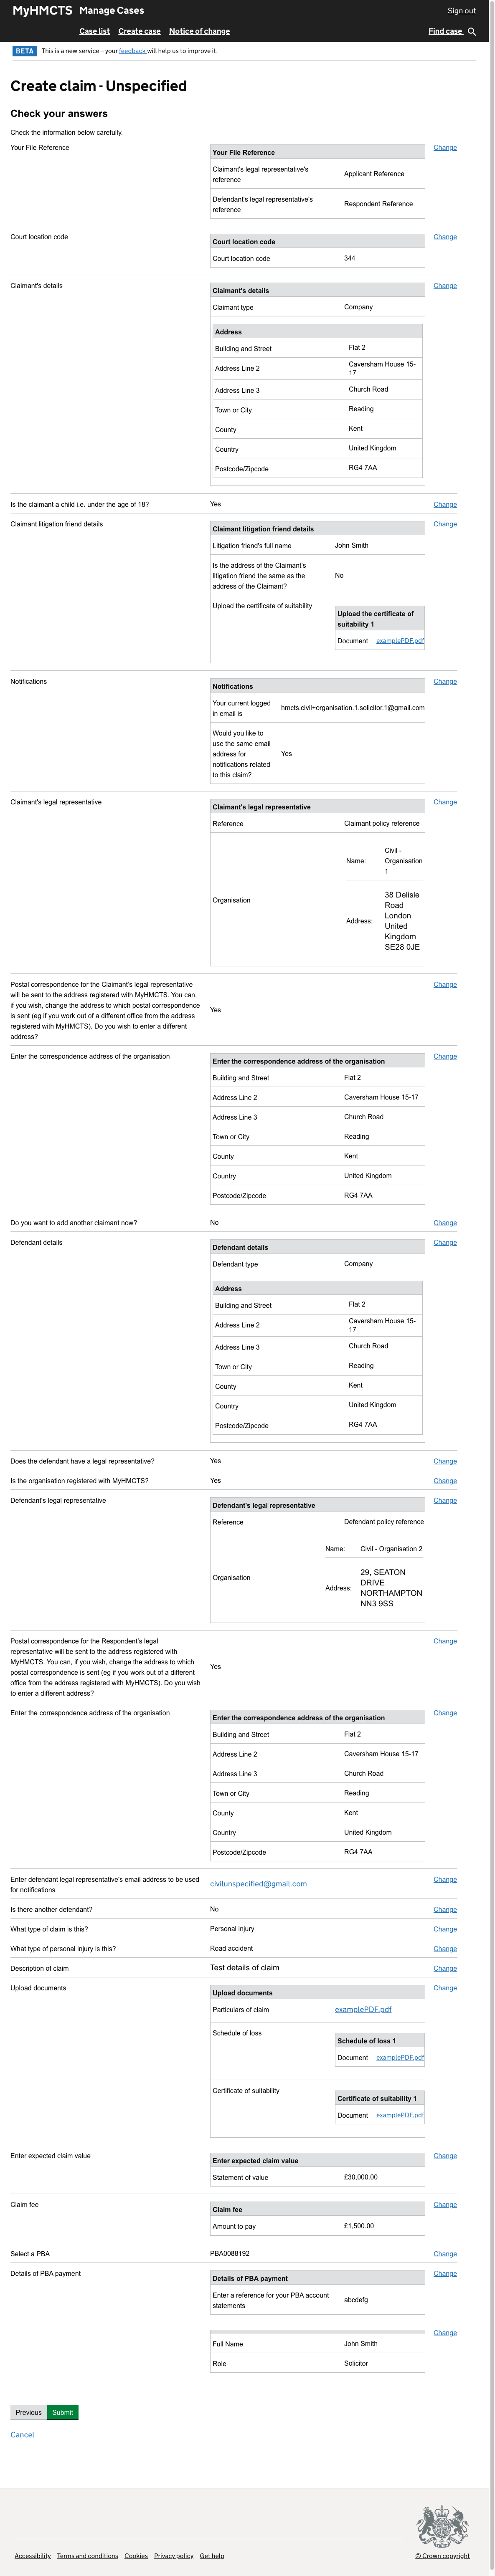 MyHMCTS Manage Cases Sign out
Case list Create case Notice of change Find case
BETA This is a new service – your feedback will help us to improve it.
Create claim - Unspecified
Check your answers
Check the information below carefully.
Your File Reference
Change
Your File Reference
Claimant's legal representative's
reference
Applicant Reference
Defendant's legal representative's
reference
Respondent Reference
Court location code
Change
Court location code
Court location code 344
Claimant's details
Change
Claimant's details
Claimant type Company
Address
Building and Street Flat 2
Address Line 2 Caversham House 15-
17
Address Line 3 Church Road
Town or City Reading
County Kent
Country United Kingdom
Postcode/Zipcode RG4 7AA
Is the claimant a child i.e. under the age of 18? Yes Change
Claimant litigation friend details
Change
Claimant litigation friend details
Litigation friend's full name John Smith
Is the address of the Claimant's
litigation friend the same as the
address of the Claimant?
No
Upload the certificate of suitability
Upload the certificate of
suitability 1
Document examplePDF.pdf
Notifications
Change
Notifications
Your current logged
in email is
hmcts.civil+organisation.1.solicitor.1@gmail.com
Would you like to
use the same email
address for
notifications related
to this claim?
Yes
Claimant's legal representative
Change
Claimant's legal representative
Reference Claimant policy reference
Organisation
Name:
Civil -
Organisation
1
Address:
38 Delisle
Road
London
United
Kingdom
SE28 0JE
Postal correspondence for the Claimant's legal representative
will be sent to the address registered with MyHMCTS. You can,
if you wish, change the address to which postal correspondence
is sent (eg if you work out of a different office from the address
registered with MyHMCTS). Do you wish to enter a different
address?
Yes
Change
Enter the correspondence address of the organisation
Change
Enter the correspondence address of the organisation
Building and Street Flat 2
Address Line 2 Caversham House 15-17
Address Line 3 Church Road
Town or City Reading
County Kent
Country United Kingdom
Postcode/Zipcode RG4 7AA
Do you want to add another claimant now? No Change
Defendant details
Change
Defendant details
Defendant type Company
Address
Building and Street Flat 2
Address Line 2 Caversham House 15-
17
Address Line 3 Church Road
Town or City Reading
County Kent
Country United Kingdom
Postcode/Zipcode RG4 7AA
Does the defendant have a legal representative? Yes Change
Is the organisation registered with MyHMCTS? Yes Change
Defendant's legal representative
Change
Defendant's legal representative
Reference Defendant policy reference
Organisation
Name: Civil - Organisation 2
Address:
29, SEATON
DRIVE
NORTHAMPTON
NN3 9SS
Postal correspondence for the Respondent's legal
representative will be sent to the address registered with
MyHMCTS. You can, if you wish, change the address to which
postal correspondence is sent (eg if you work out of a different
office from the address registered with MyHMCTS). Do you wish
to enter a different address?
Yes
Change
Enter the correspondence address of the organisation
Change
Enter the correspondence address of the organisation
Building and Street Flat 2
Address Line 2 Caversham House 15-17
Address Line 3 Church Road
Town or City Reading
County Kent
Country United Kingdom
Postcode/Zipcode RG4 7AA
Enter defendant legal representative's email address to be used
for notifications
civilunspecified@gmail.com
Change
Is there another defendant? No Change
What type of claim is this? Personal injury Change
What type of personal injury is this? Road accident Change
Description of claim Test details of claim Change
Upload documents
Change
Upload documents
Particulars of claim examplePDF.pdf
Schedule of loss
Schedule of loss 1
Document examplePDF.pdf
Certificate of suitability
Certificate of suitability 1
Document examplePDF.pdf
Enter expected claim value
Change
Enter expected claim value
Statement of value £30,000.00
Claim fee
Change
Claim fee
Amount to pay £1,500.00
Select a PBA PBA0088192 Change
Details of PBA payment
Change
Details of PBA payment
Enter a reference for your PBA account
statements
abcdefg
Change
Full Name John Smith
Role Solicitor
Previous Submit
Cancel
Accessibility Terms and conditions Cookies Privacy policy Get help © Crown copyright